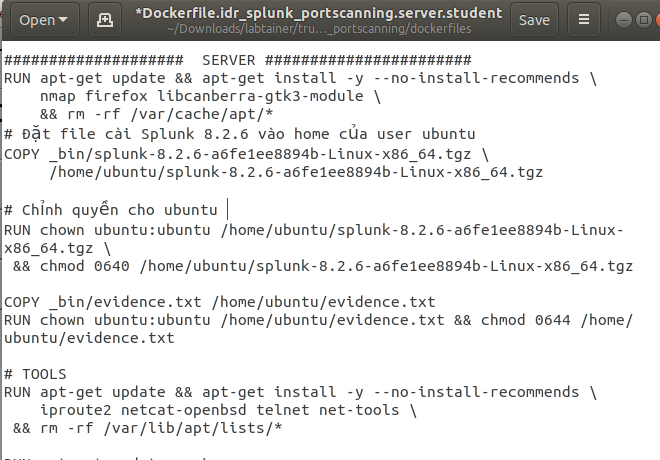 Open
*Dockerfile.idr_splunk_portscanning.server.student
~/Downloads/labtainer/tru..._portscanning/dockerfiles
Save
####################  SERVER #######################
RUN apt-get update && apt-get install -y --no-install-recommends \
    nmap firefox libcanberra-gtk3-module \
    && rm -rf /var/cache/apt/*
# Đặt file cài Splunk 8.2.6 vào home của user ubuntu
COPY _bin/splunk-8.2.6-a6fe1ee8894b-Linux-x86_64.tgz \
     /home/ubuntu/splunk-8.2.6-a6fe1ee8894b-Linux-x86_64.tgz
# Chỉnh quyền cho ubuntu
RUN chown ubuntu:ubuntu /home/ubuntu/splunk-8.2.6-a6fe1ee8894b-Linux-
x86_64.tgz \
 && chmod 0640 /home/ubuntu/splunk-8.2.6-a6fe1ee8894b-Linux-x86_64.tgz
COPY _bin/evidence.txt /home/ubuntu/evidence.txt
RUN chown ubuntu:ubuntu /home/ubuntu/evidence.txt && chmod 0644 /home/
ubuntu/evidence.txt
# TOOLS
RUN apt-get update && apt-get install -y --no-install-recommends \
    iproute2 netcat-openbsd telnet net-tools \
 && rm -rf /var/lib/apt/lists/*